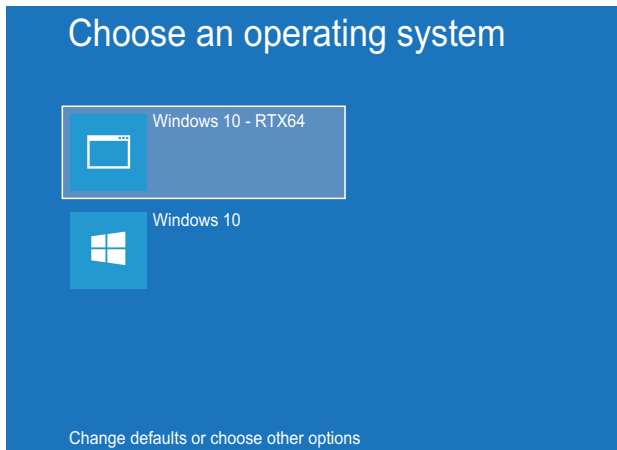 Choose an operating system
Windows 10 - RTX64
Windows 10
Change defaults or choose other options